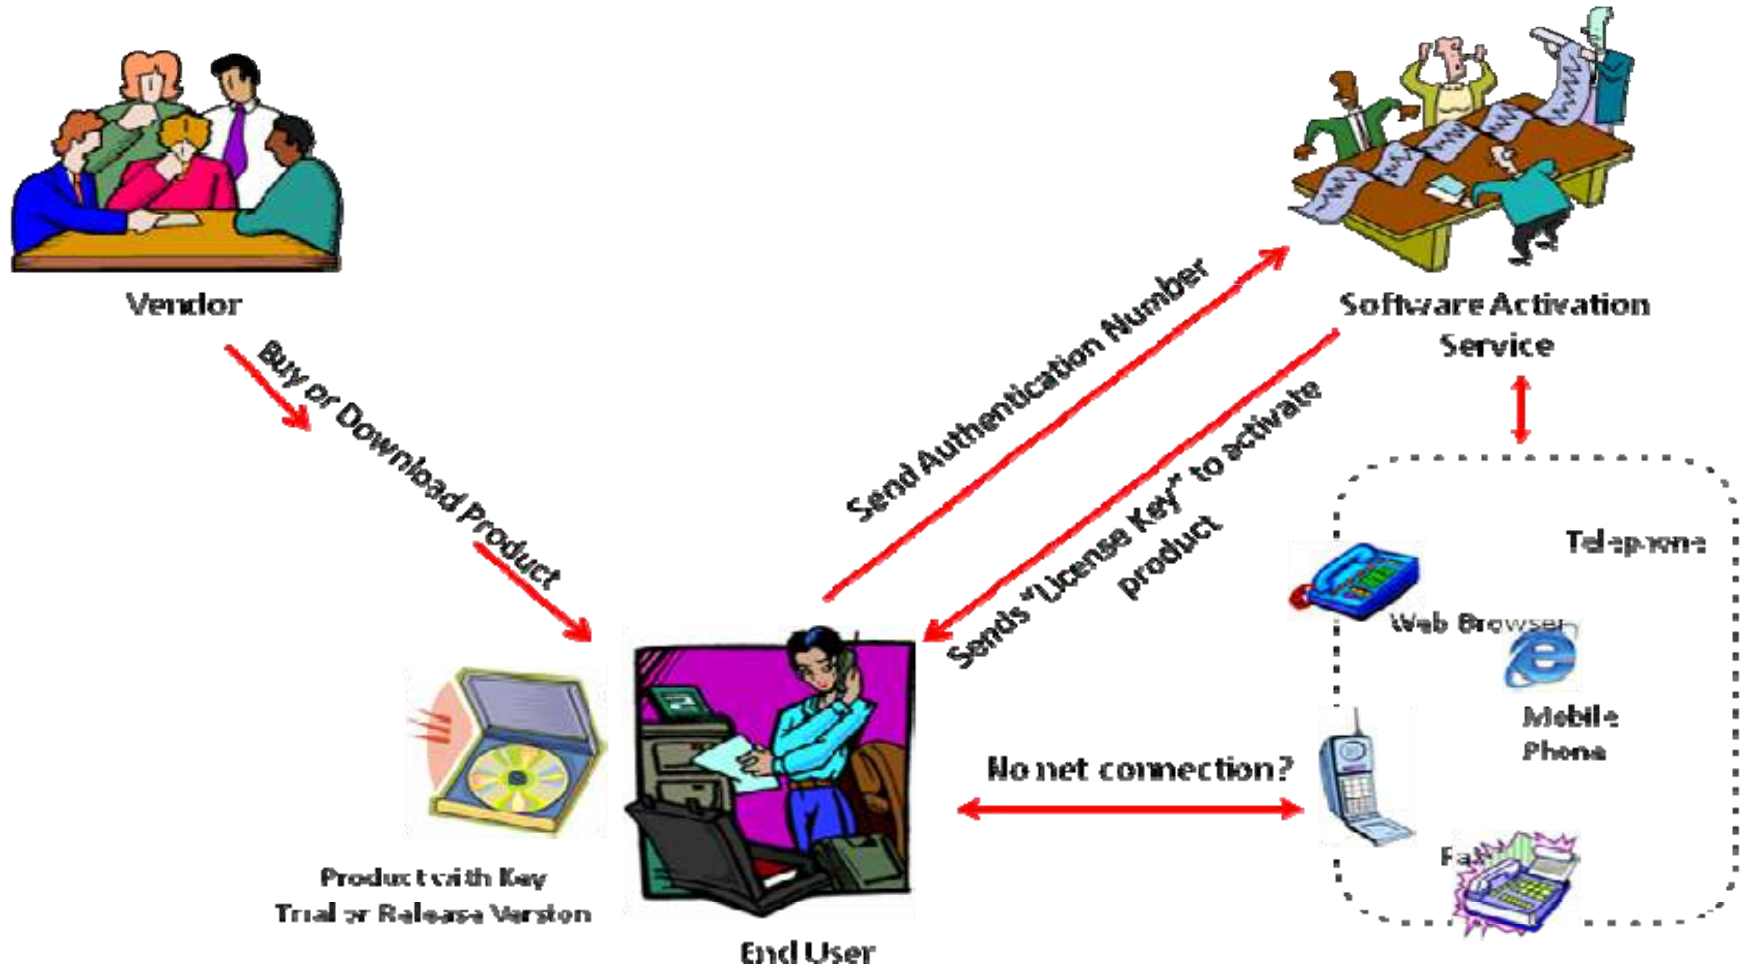 Vendor
Software Activation
Service
Buy or Download Product
Send Authentication Number
Sends "License Key" to activate
product
Telephone
Web Browser
Mobile
Phone
No net connection?
Product with Key
Trial or Release Version
End User